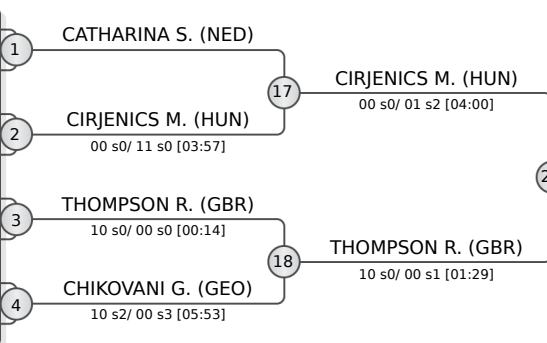 CATHARINA S. (NED)
1
17
CIRJENICS M. (HUN)
00 s0/ 01 s2 [04:00]
CIRJENICS M. (HUN)
2
00 s0/ 11 s0 [03:57]
THOMPSON R. (GBR)
3
10 s0/ 00 s0 [00:14]
18
THOMPSON R. (GBR)
10 s0/ 00 s1 [01:29]
CHIKOVANI G. (GEO)
4
10 s2/ 00 s3 [05:53]